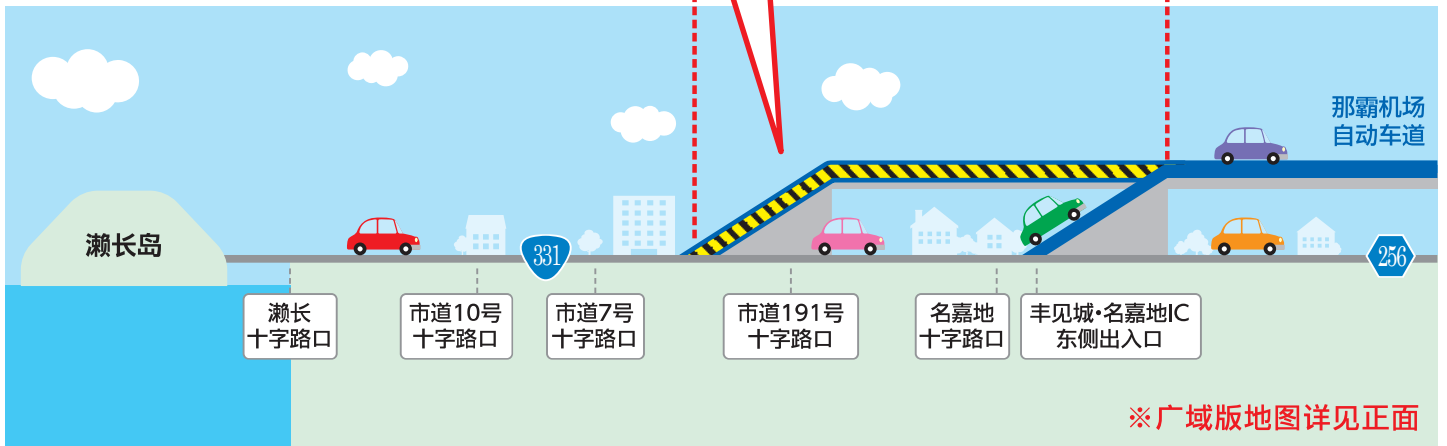 那霸机场
自动车道
濑长岛
331
256
濑长
十字路口
市道10号
十字路口
市道7号
十字路口
市道191号
十字路口
名嘉地
十字路口
丰见城•名嘉地IC
东侧出入口
※广域版地图详见正面